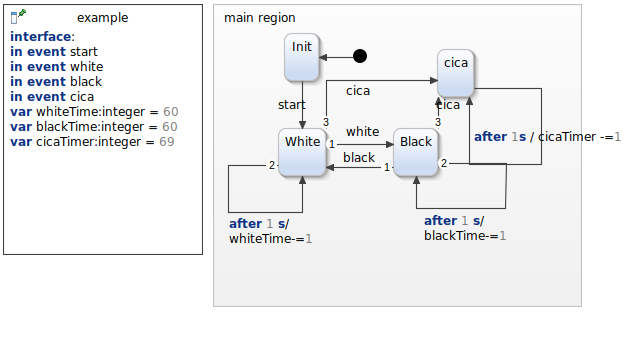 example
interface:
in event start
in event white
in event black
in event cica
var whiteTime:integer = 60
var blackTime:integer = 60
var cicaTimer:integer = 69
main region
Init
cica
cica
start
cica
3
3
White
1
white
Black
black
1
2
2
after 1s / cicaTimer -=1
after 1 s/
whiteTime-=1
after 1 s/
blackTime-=1